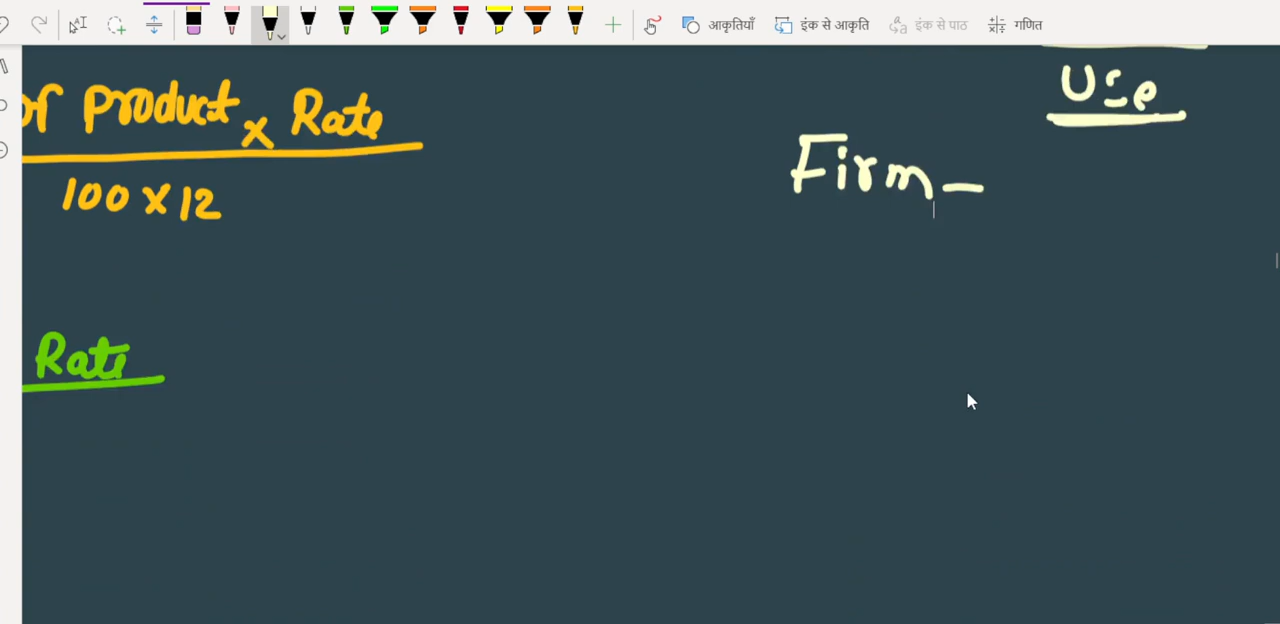 आकृतियाँ इंक से आकृति इंक से पाठ गणित
of product x Rate
100 x 12
Use
Firm -
Rate